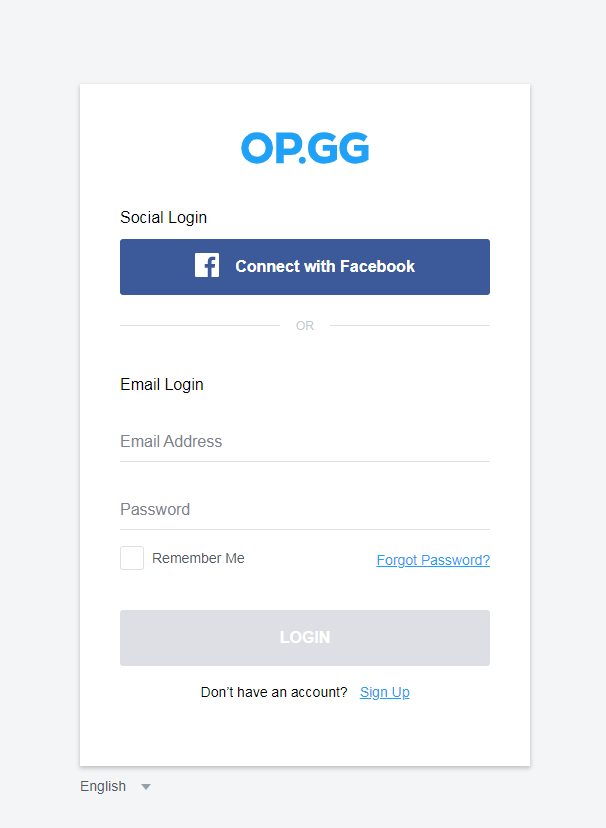 OP.GG
Social Login
Connect with Facebook
OR
Email Login
Email Address
Password
Remember Me Forgot Password?
LOGIN
Don’t have an account? Sign Up
English